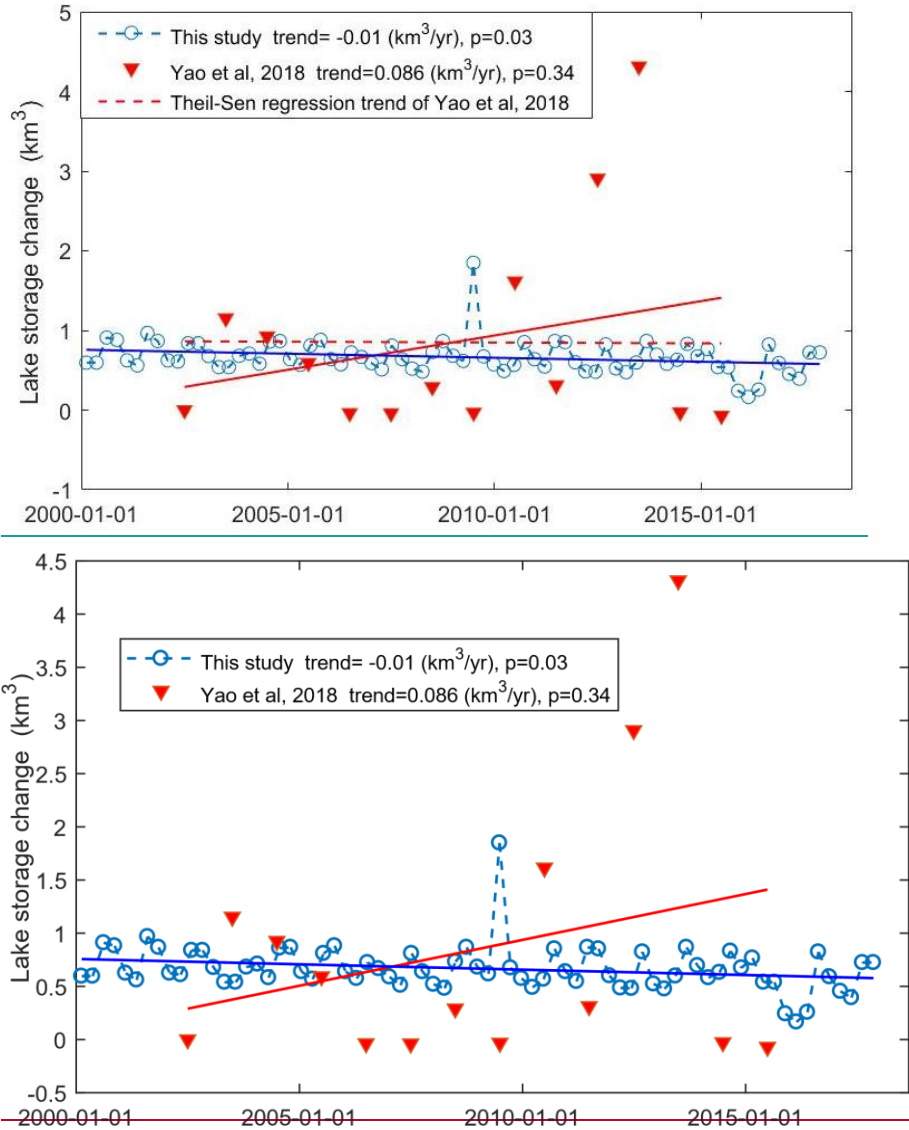 5
This study trend= -0.01 (km³/yr), p=0.03
Yao et al, 2018 trend=0.086 (km³/yr), p=0.34
Theil-Sen regression trend of Yao et al, 2018
4
3
2
1
0
-1
Lake storage change (km³)
2000-01-01 2005-01-01 2010-01-01 2015-01-01
4.5
4
This study trend= -0.01 (km³/yr), p=0.03
Yao et al, 2018 trend=0.086 (km³/yr), p=0.34
3.5
3
2.5
2
1.5
1
0.5
0
-0.5
Lake storage change (km³)
2000-01-01 2005-01-01 2010-01-01 2015-01-01